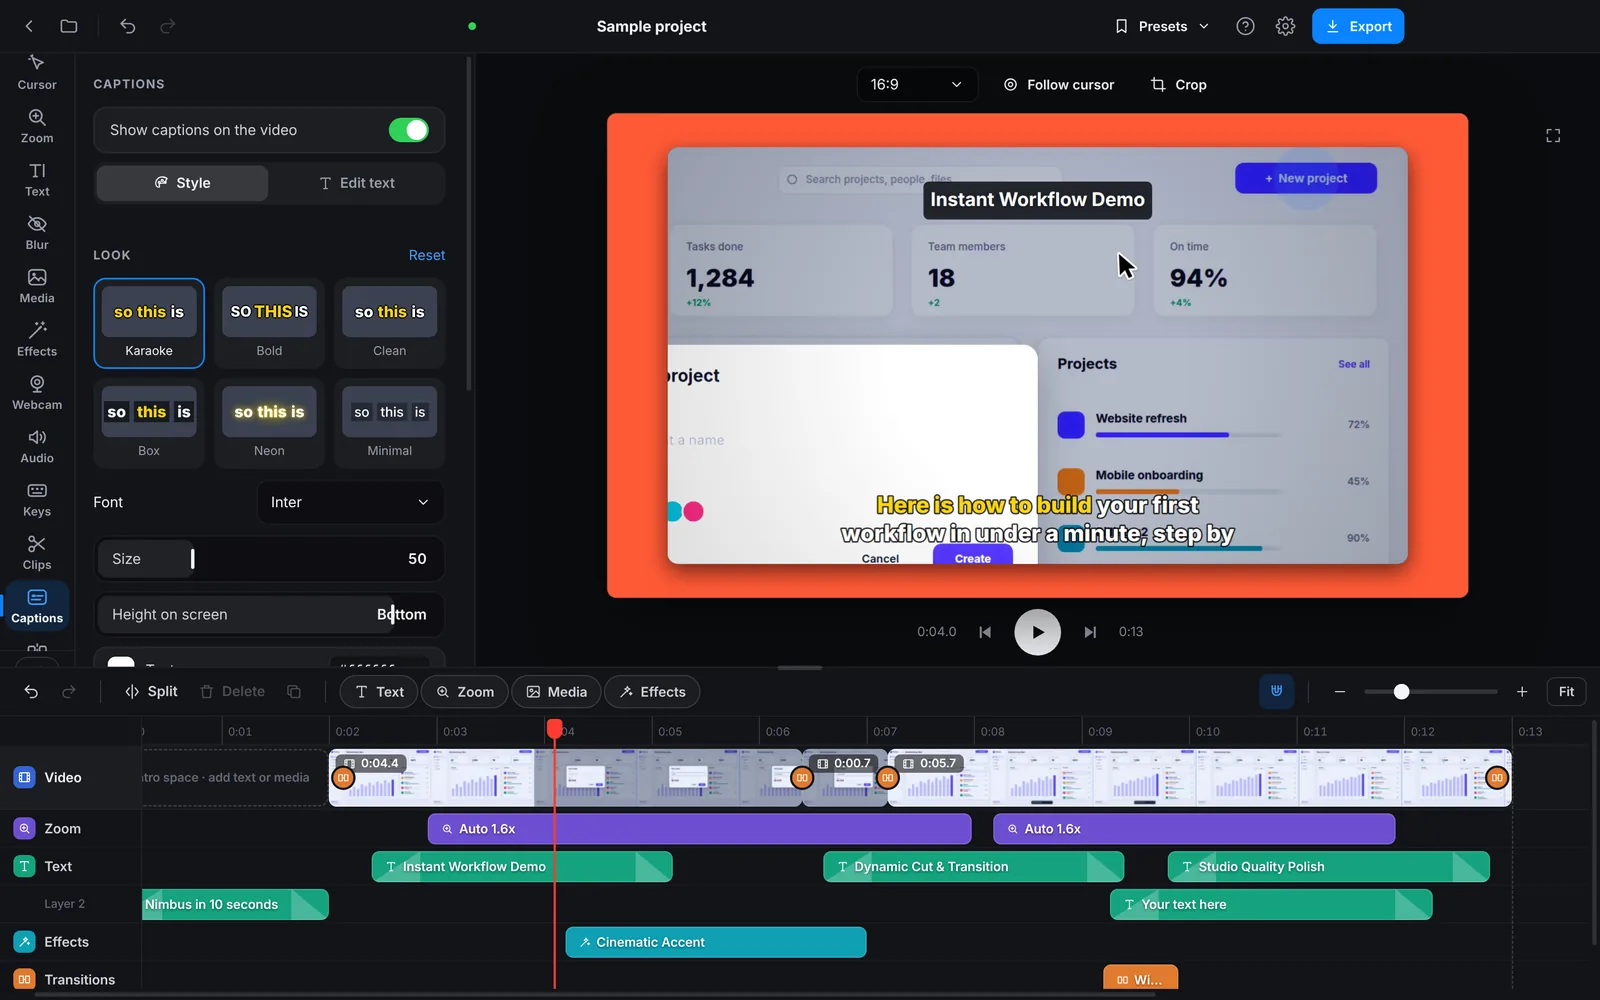 Sample project
Presets
Export
Cursor
Zoom
Text
Blur
Media
Effects
Webcam
Audio
Keys
Clips
Captions
CAPTIONS
Show captions on the video
Style
Edit text
LOOK
Reset
so this is
Karaoke
SO THIS IS
Bold
so this is
Clean
so this is
Box
so this is
Neon
so this is
Minimal
Font
Inter
Size
50
Height on screen
Bottom
16:9
Follow cursor
Crop
Search projects, people, files
+ New project
Instant Workflow Demo
Tasks done
1,284
+12%
Team members
18
+2
On time
94%
+4%
roject
t a name
Cancel
Create
Projects
See all
Website refresh
72%
Mobile onboarding
45%
90%
Here is how to build your first
workflow in under a minute, step by
0:04.0
0:13
Split
Delete
Text
Zoom
Media
Effects
Fit
0:01
0:02
0:03
04
0:05
0:06
0:07
0:08
0:09
0:10
0:11
0:12
0:13
Video
ntro space · add text or media
0:04.4
0:00.7
0:05.7
Zoom
Auto 1.6x
Auto 1.6x
Text
Instant Workflow Demo
Dynamic Cut & Transition
Studio Quality Polish
Layer 2
Nimbus in 10 seconds
Your text here
Effects
Cinematic Accent
Transitions
Wi...